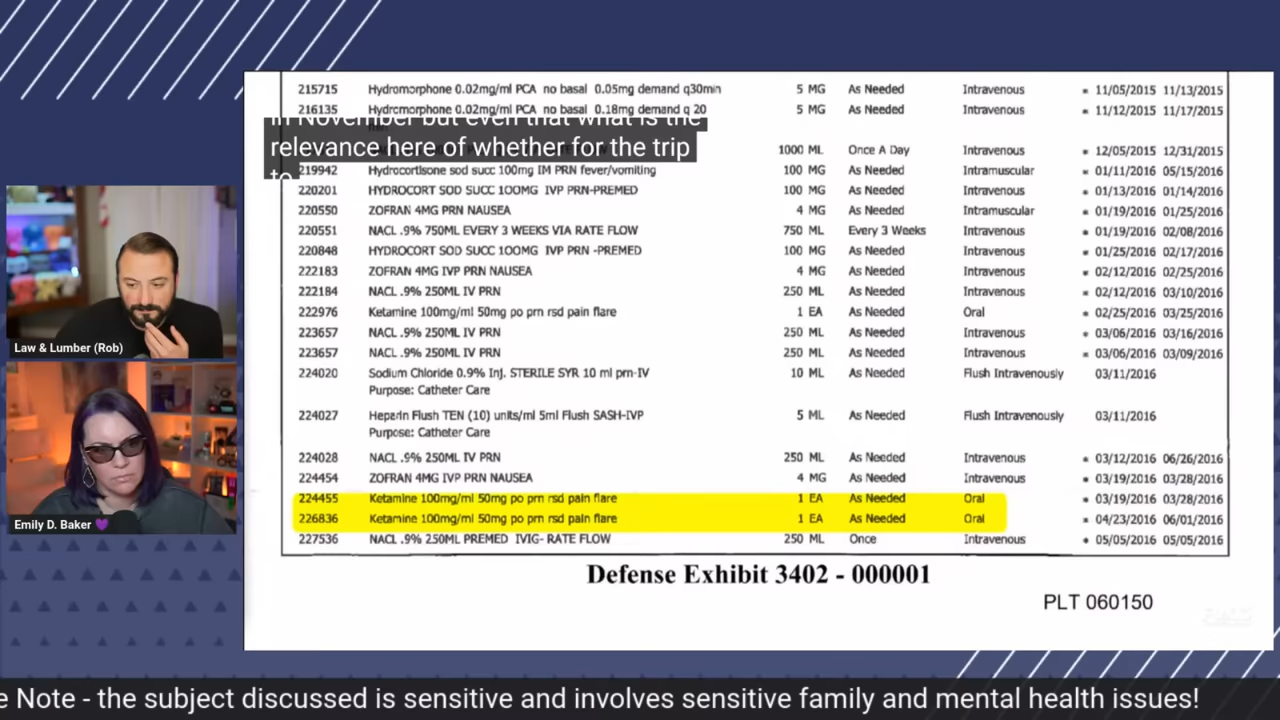 215715 Hydromorphone 0.02mg/ml PCA no basal 0.05mg demand q30min 5 MG As Needed Intravenous * 11/05/2015 11/13/2015
216135 Hydromorphone 0.02mg/ml PCA no basal 0.18mg demand q 20 5 MG As Needed Intravenous * 11/12/2015 11/17/2015
in November but even that what is the
relevance here of whether for the trip
to
1000 ML Once A Day Intravenous * 12/05/2015 12/31/2015
219942 Hydrocortisone sod succ 100mg IM PRN fever/vomiting 100 MG As Needed Intramuscular * 01/11/2016 05/15/2016
220201 HYDROCORT SOD SUCC 100MG IVP PRN-PREMED 100 MG As Needed Intravenous * 01/13/2016 01/14/2016
220550 ZOFRAN 4MG PRN NAUSEA 4 MG As Needed Intramuscular * 01/19/2016 01/25/2016
220551 NACL .9% 750ML EVERY 3 WEEKS VIA RATE FLOW 750 ML Every 3 Weeks Intravenous * 01/19/2016 02/08/2016
220848 HYDROCORT SOD SUCC 100MG IVP PRN -PREMED 100 MG As Needed Intravenous * 01/25/2016 02/17/2016
222183 ZOFRAN 4MG IVP PRN NAUSEA 4 MG As Needed Intravenous * 02/12/2016 02/25/2016
222184 NACL .9% 250ML IV PRN 250 ML As Needed Intravenous * 02/12/2016 03/10/2016
222976 Ketamine 100mg/ml 50mg po prn rsd pain flare 1 EA As Needed Oral * 02/25/2016 03/25/2016
223657 NACL .9% 250ML IV PRN 250 ML As Needed Intravenous * 03/06/2016 03/16/2016
223657 NACL .9% 250ML IV PRN 250 ML As Needed Intravenous * 03/06/2016 03/09/2016
224020 Sodium Chloride 0.9% Inj. STERILE SYR 10 ml prn-IV 10 ML As Needed Flush Intravenously 03/11/2016
Purpose: Catheter Care
224027 Heparin Flush TEN (10) units/ml 5ml Flush SASH-IVP 5 ML As Needed Flush Intravenously 03/11/2016
Purpose: Catheter Care
224028 NACL .9% 250ML IV PRN 250 ML As Needed Intravenous * 03/12/2016 06/26/2016
224454 ZOFRAN 4MG IVP PRN NAUSEA 4 MG As Needed Intravenous * 03/19/2016 03/28/2016
224455 Ketamine 100mg/ml 50mg po prn rsd pain flare 1 EA As Needed Oral * 03/19/2016 03/28/2016
226836 Ketamine 100mg/ml 50mg po prn rsd pain flare 1 EA As Needed Oral * 04/23/2016 06/01/2016
227536 NACL .9% 250ML PREMED IVIG- RATE FLOW 250 ML Once Intravenous * 05/05/2016 05/05/2016
Defense Exhibit 3402 - 000001
PLT 060150
Law & Lumber (Rob)
Emily D. Baker 💜
e Note - the subject discussed is sensitive and involves sensitive family and mental health issues!